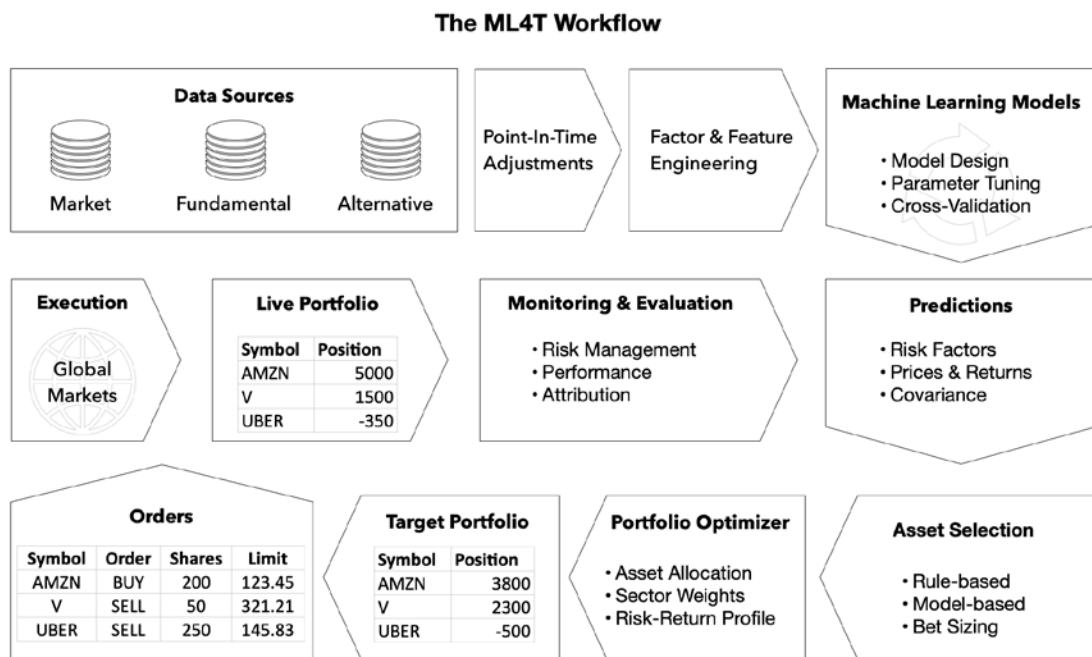 The ML4T Workflow
Data Sources
Market
Fundamental
Alternative
Point-In-Time
Adjustments
Factor & Feature
Engineering
Machine Learning Models
• Model Design
• Parameter Tuning
• Cross-Validation
Execution
Global
Markets
Live Portfolio
Symbol Position
AMZN 5000
V 1500
UBER -350
Monitoring & Evaluation
• Risk Management
• Performance
• Attribution
Predictions
• Risk Factors
• Prices & Returns
• Covariance
Orders
Symbol Order Shares Limit
AMZN BUY 200 123.45
V SELL 50 321.21
UBER SELL 250 145.83
Target Portfolio
Symbol Position
AMZN 3800
V 2300
UBER -500
Portfolio Optimizer
• Asset Allocation
• Sector Weights
• Risk-Return Profile
Asset Selection
• Rule-based
• Model-based
• Bet Sizing